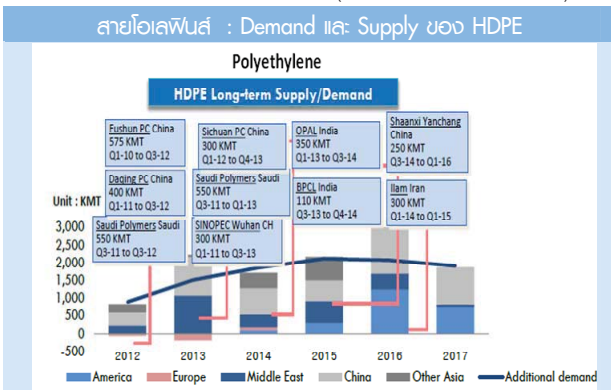 สายโอเลฟินส์ : Demand และ Supply ของ HDPE
Polyethylene
HDPE Long-term Supply/Demand
Fushun PC China
575 KMT
Q1-10 to Q3-12
Sichuan PC China
300 KMT
Q1-12 to Q4-13
OPAL India
350 KMT
Q1-13 to Q3-14
Shaanxi Yanchang
China
250 KMT
Q3-14 to Q1-16
Daqing PC China
400 KMT
Q1-11 to Q3-12
Saudi Polymers Saudi
550 KMT
Q3-11 to Q1-13
BPCL India
110 KMT
Q3-13 to Q4-14
Ilam Iran
300 KMT
Q1-14 to Q1-15
Saudi Polymers Saudi
550 KMT
Q3-11 to Q3-12
SINOPEC Wuhan CH
300 KMT
Q1-11 to Q3-13
Unit : KMT
3,000
2,500
2,000
1,500
1,000
500
0
-500
2012 2013 2014 2015 2016 2017
America Europe Middle East China Other Asia Additional demand